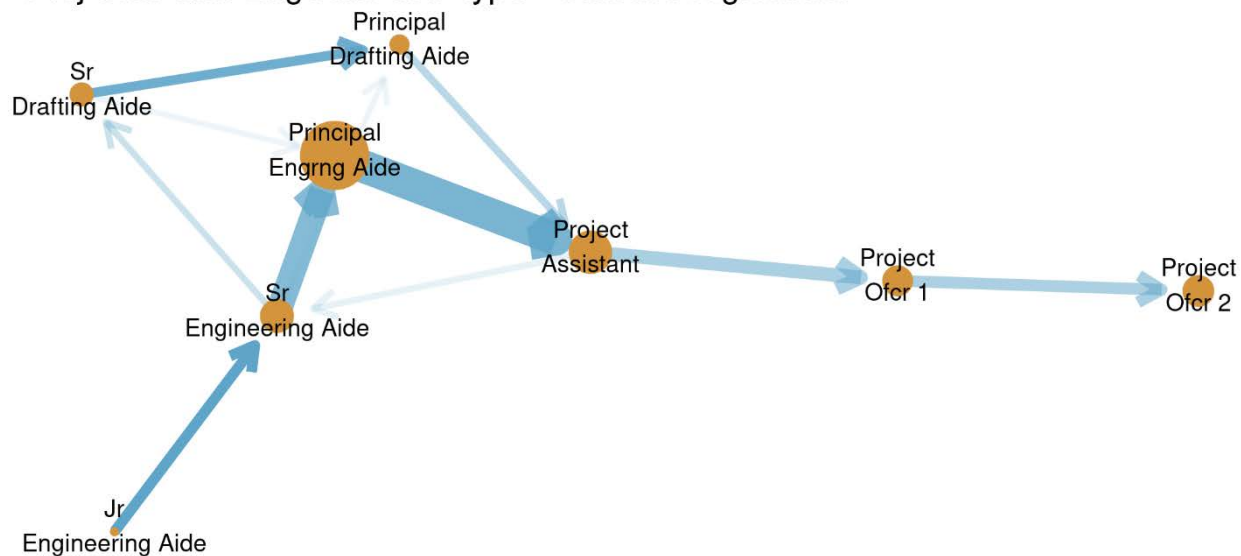 Principal
Drafting Aide
Sr
Drafting Aide
Principal
Engrng Aide
Project
Assistant
Project
Ofcr 1
Project
Ofcr 2
Sr
Engineering Aide
Jr
Engineering Aide